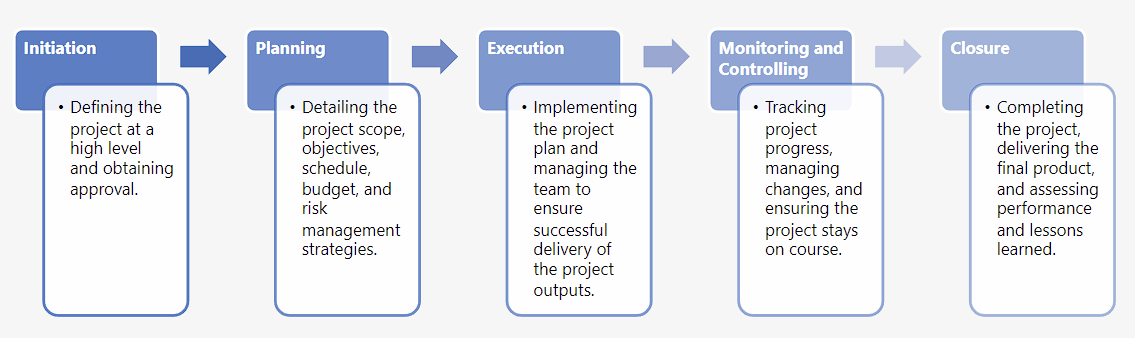 Initiation
• Defining the
project at a
high level
and obtaining
approval.
Planning
• Detailing the
project scope,
objectives,
schedule,
budget, and
risk
management
strategies.
Execution
• Implementing
the project
plan and
managing the
team to
ensure
successful
delivery of
the project
outputs.
Monitoring and
Controlling
• Tracking
project
progress,
managing
changes, and
ensuring the
project stays
on course.
Closure
• Completing
the project,
delivering the
final product,
and assessing
performance
and lessons
learned.